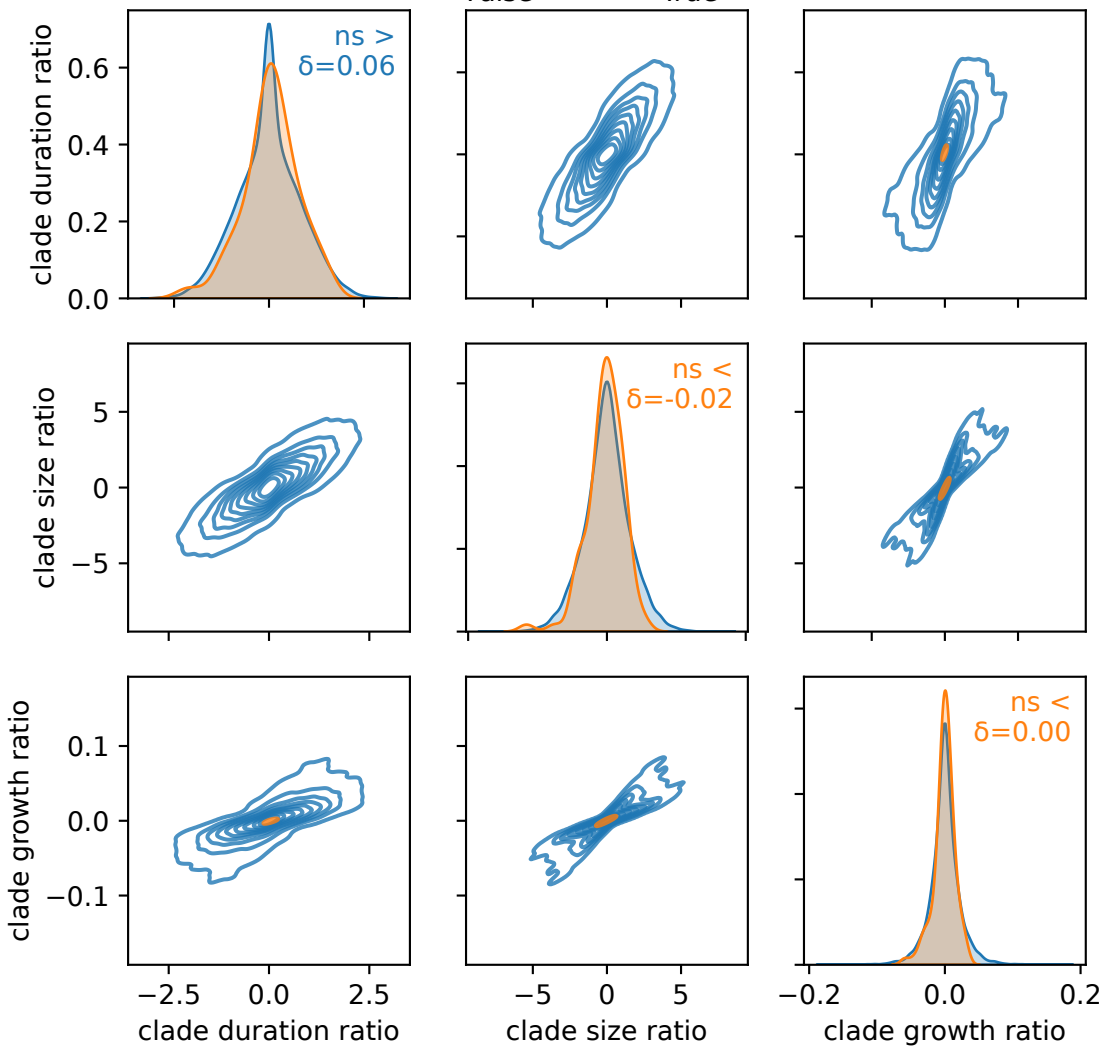 clade duration ratio
0.6
0.4
0.2
0.0
ns >
δ=0.06
clade size ratio
5
0
−5
ns <
δ=-0.02
clade growth ratio
0.1
0.0
−0.1
ns <
δ=0.00
−2.5
0.0
2.5
−5
0
5
−0.2
0.0
0.2
clade duration ratio
clade size ratio
clade growth ratio